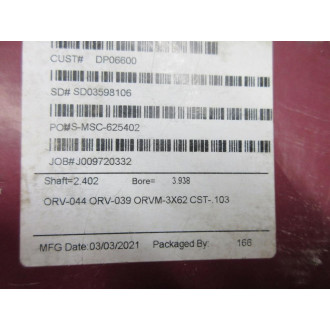 CUST# DP06600
SD# SD03598106
PO#S-MSC-625402
JOB#J009720332
Shaft=2.402 Bore= 3.938
ORV-044 ORV-039 ORVM-3X62 CST-.103
MFG Date:03/03/2021 Packaged By: 166